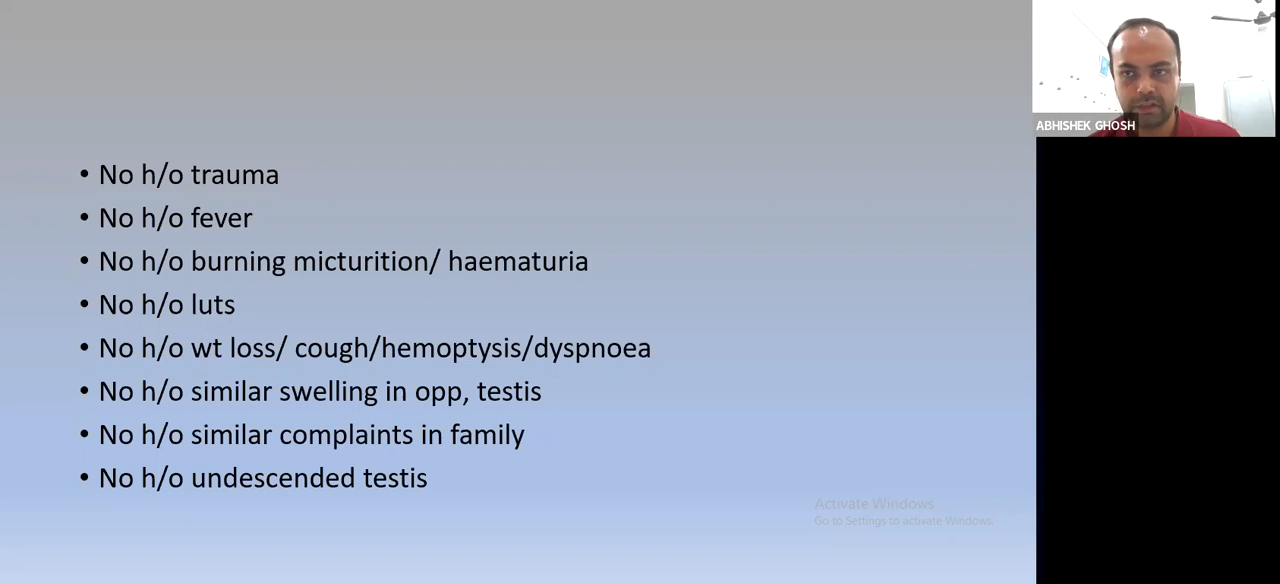 ABHISHEK GHOSH
• No h/o trauma
• No h/o fever
• No h/o burning micturition/ haematuria
• No h/o luts
• No h/o wt loss/ cough/hemoptysis/dyspnoea
• No h/o similar swelling in opp, testis
• No h/o similar complaints in family
• No h/o undescended testis
Activate Windows
Go to Settings to activate Windows.